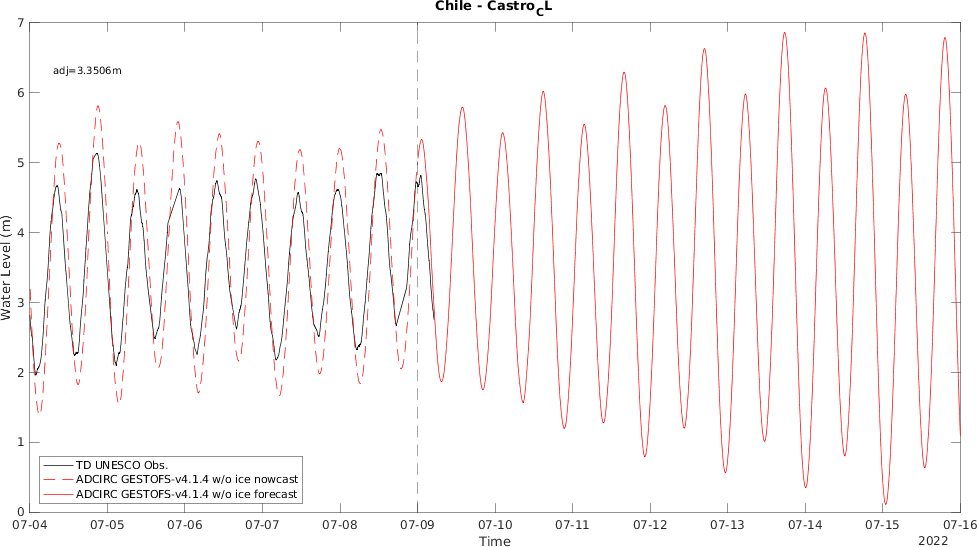 Chile - Castro_CL
7
adj=3.3506m
6
5
4
3
2
1
0
Water Level (m)
TD UNESCO Obs.
ADCIRC GESTOFS-v4.1.4 w/o ice nowcast
ADCIRC GESTOFS-v4.1.4 w/o ice forecast
07-04 07-05 07-06 07-07 07-08 07-09 07-10 07-11 07-12 07-13 07-14 07-15 07-16
Time
2022